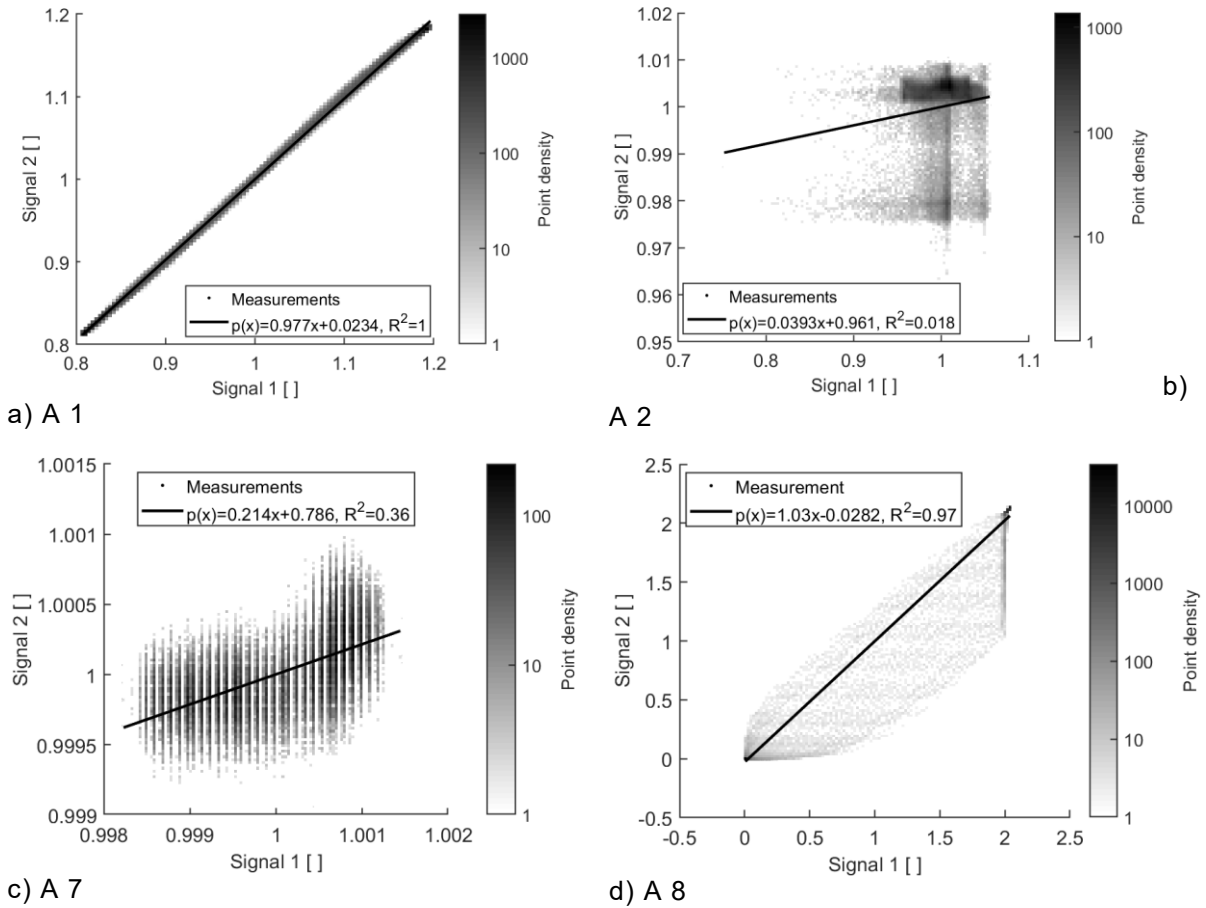 1.2
1.1
1
0.9
0.8
0.8
0.9
1
1.1
1.2
Signal 2 [ ]
Signal 1 [ ]
Measurements
p(x)=0.977x+0.0234, R²=1
1000
100
10
1
Point density
a) A 1
1.02
1.01
1
0.99
0.98
0.97
0.96
0.95
0.7
0.8
0.9
1
1.1
Signal 2 [ ]
Signal 1 [ ]
Measurements
p(x)=0.0393x+0.961, R²=0.018
1000
100
10
1
Point density
b)
A 2
1.0015
1.001
1.0005
1
0.9995
0.999
0.998
0.999
1
1.001
1.002
Signal 2 [ ]
Signal 1 [ ]
Measurements
p(x)=0.214x+0.786, R²=0.36
100
10
1
Point density
c) A 7
2.5
2
1.5
1
0.5
0
-0.5
-0.5
0
0.5
1
1.5
2
2.5
Signal 2 [ ]
Signal 1 [ ]
Measurement
p(x)=1.03x-0.0282, R²=0.97
10000
1000
100
10
1
Point density
d) A 8